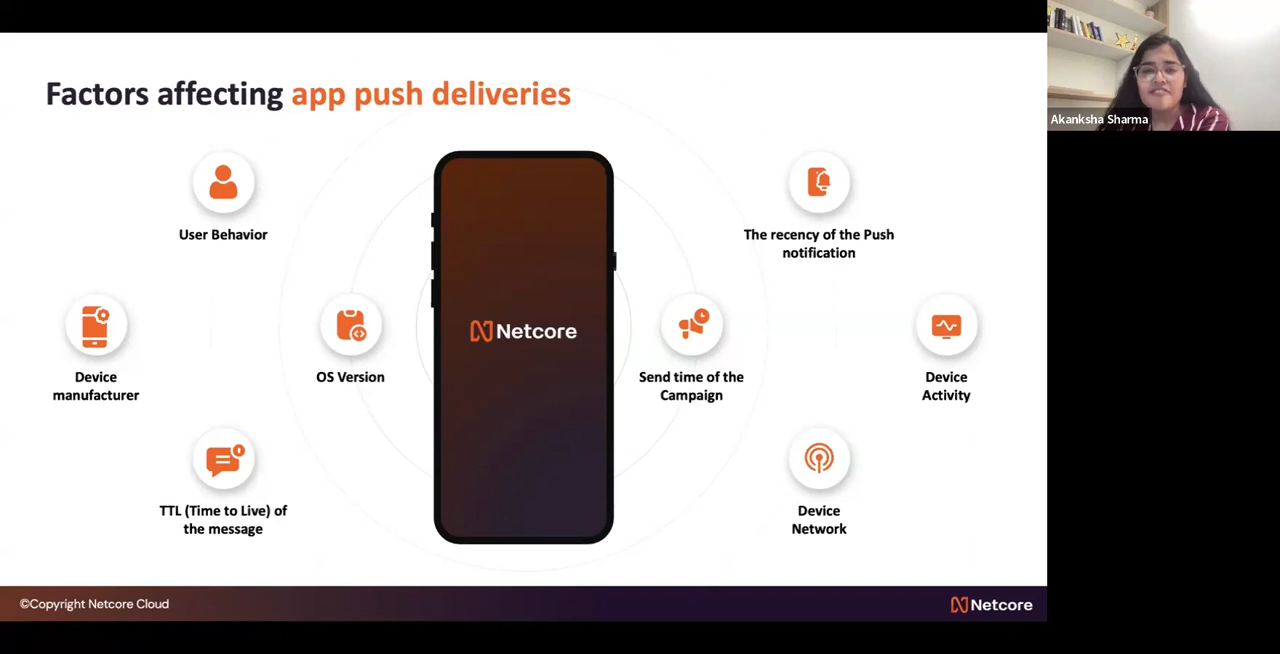 Factors affecting app push deliveries
Akanksha Sharma
User Behavior
The recency of the Push
notification
Device
manufacturer
OS Version
Netcore
Send time of the
Campaign
Device
Activity
TTL (Time to Live) of
the message
Device
Network
©Copyright Netcore Cloud
Netcore